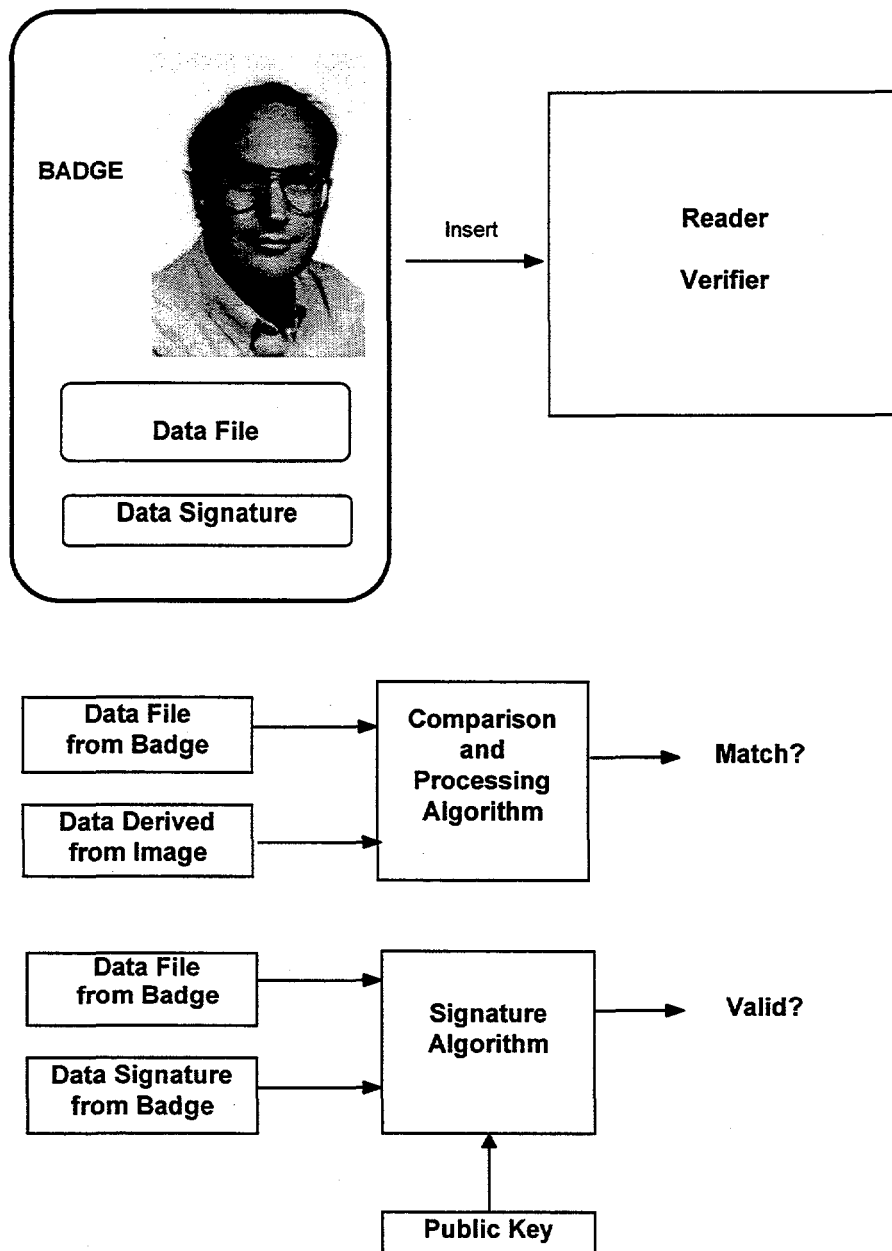 BADGE
Insert
Reader
Verifier
Data File
Data Signature
Data File
from Badge
Comparison
and
Processing
Algorithm
Match?
Data Derived
from Image
Data File
from Badge
Signature
Algorithm
Valid?
Data Signature
from Badge
Public Key